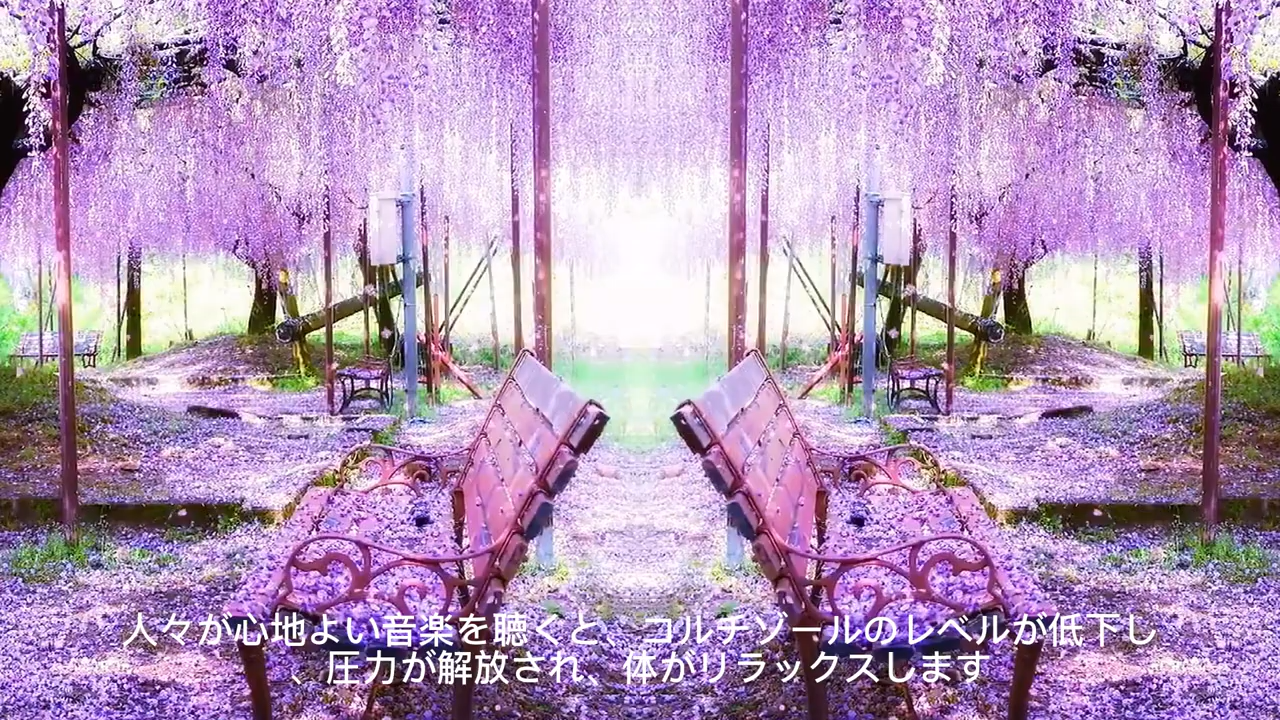 人々が心地よい音楽を聴くと、コルチゾールのレベルが低下し
、圧力が解放され、体がリラックスします